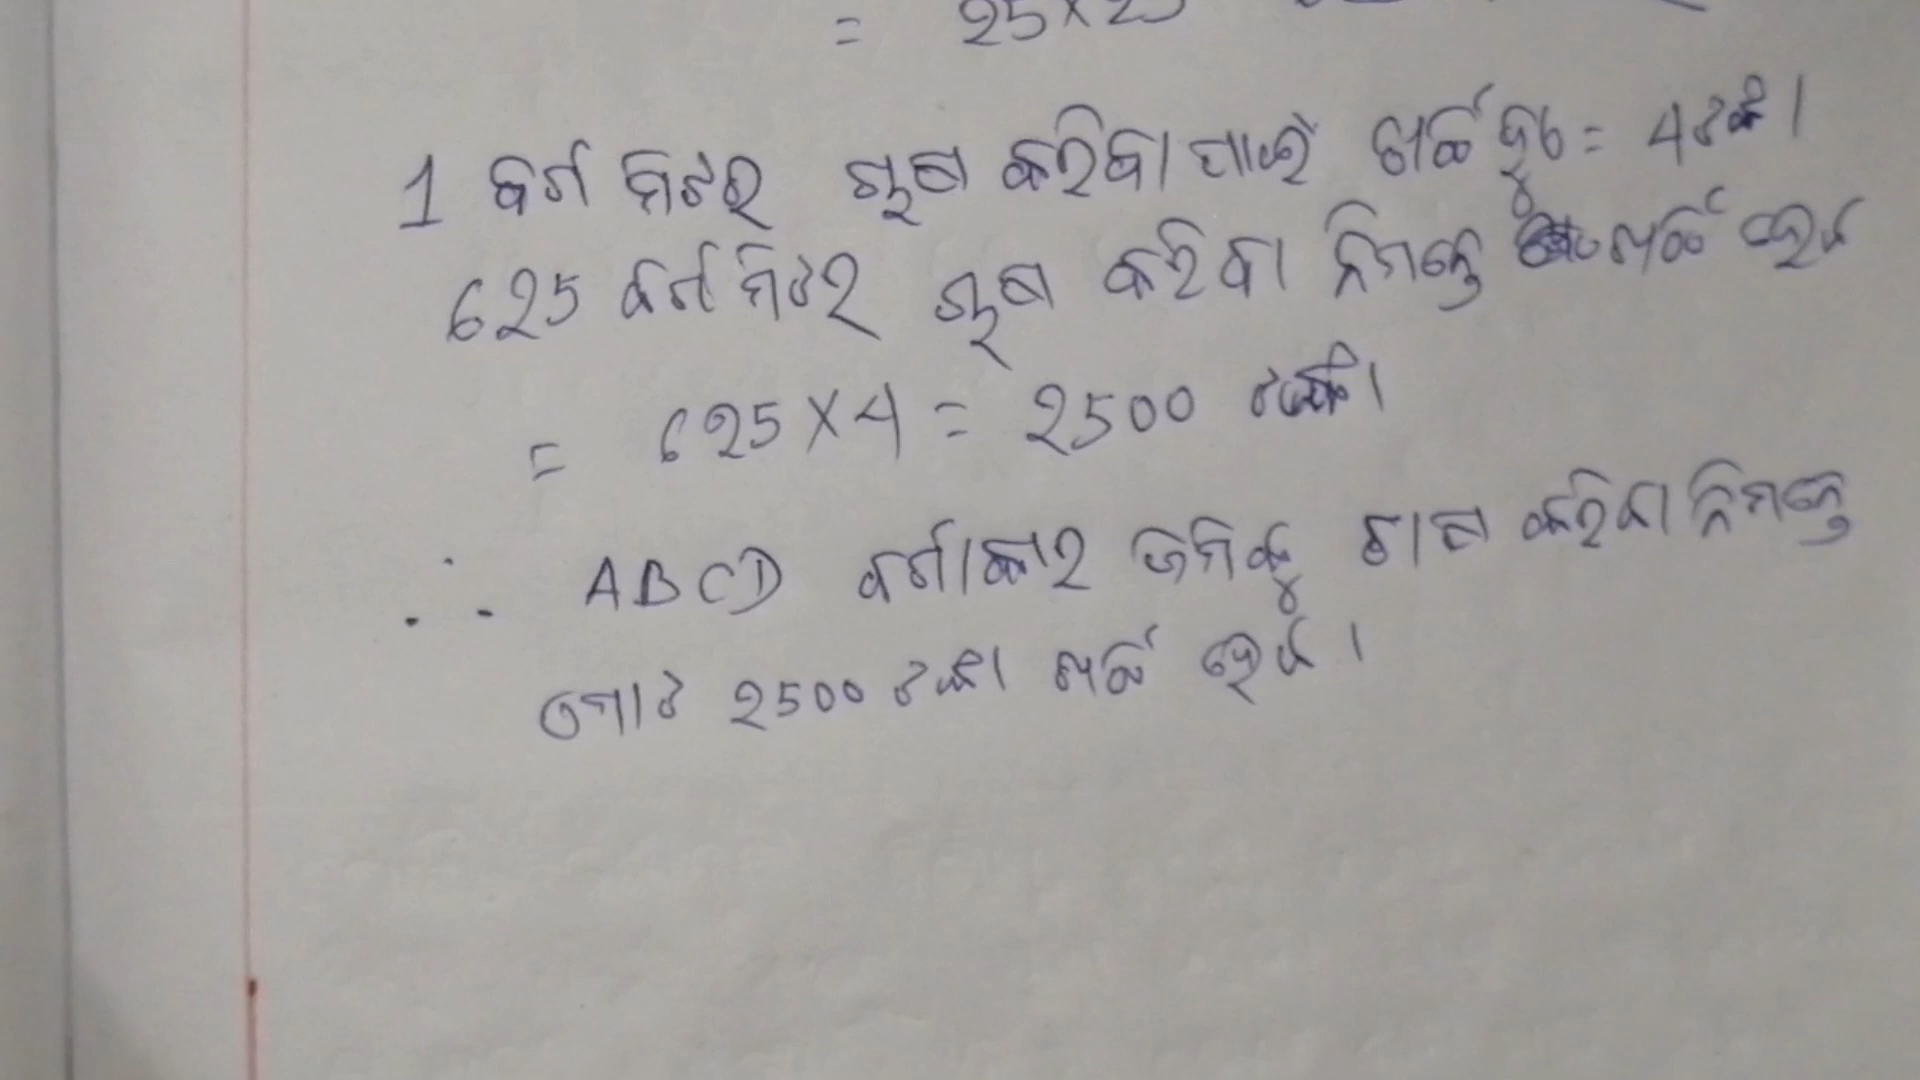 = 25×25
1 ବର୍ଗ ମିଟର ଚାଷ କରିବା ପାଇଁ ଖର୍ଚ୍ଚ ହୁଏ = 4 ଟଙ୍କା ।
625 ବର୍ଗ ମିଟର ଚାଷ କରିବା ନିମନ୍ତେ ଖର୍ଚ୍ଚ ହେବ
= 625×4 = 2500 ଟଙ୍କା ।
∴ ABCD ବର୍ଗାକାର ଜମିକୁ ଚାଷ କରିବା ନିମନ୍ତେ
ମୋଟ 2500 ଟଙ୍କା ଖର୍ଚ୍ଚ ହେବ ।